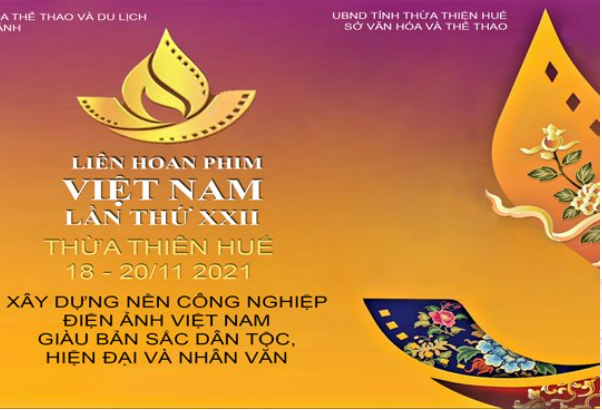 A THỂ THAO VÀ DU LỊCH
ẢNH
UBND TỈNH THỪA THIÊN HUẾ
SỞ VĂN HÓA VÀ THỂ THAO
LIÊN HOAN PHIM
VIỆT NAM
LẦN THỨ XXII
THỪA THIÊN HUẾ
18 - 20/11 2021
XÂY DỰNG NỀN CÔNG NGHIỆP
ĐIỆN ẢNH VIỆT NAM
GIÀU BẢN SẮC DÂN TỘC,
HIỆN ĐẠI VÀ NHÂN VĂN